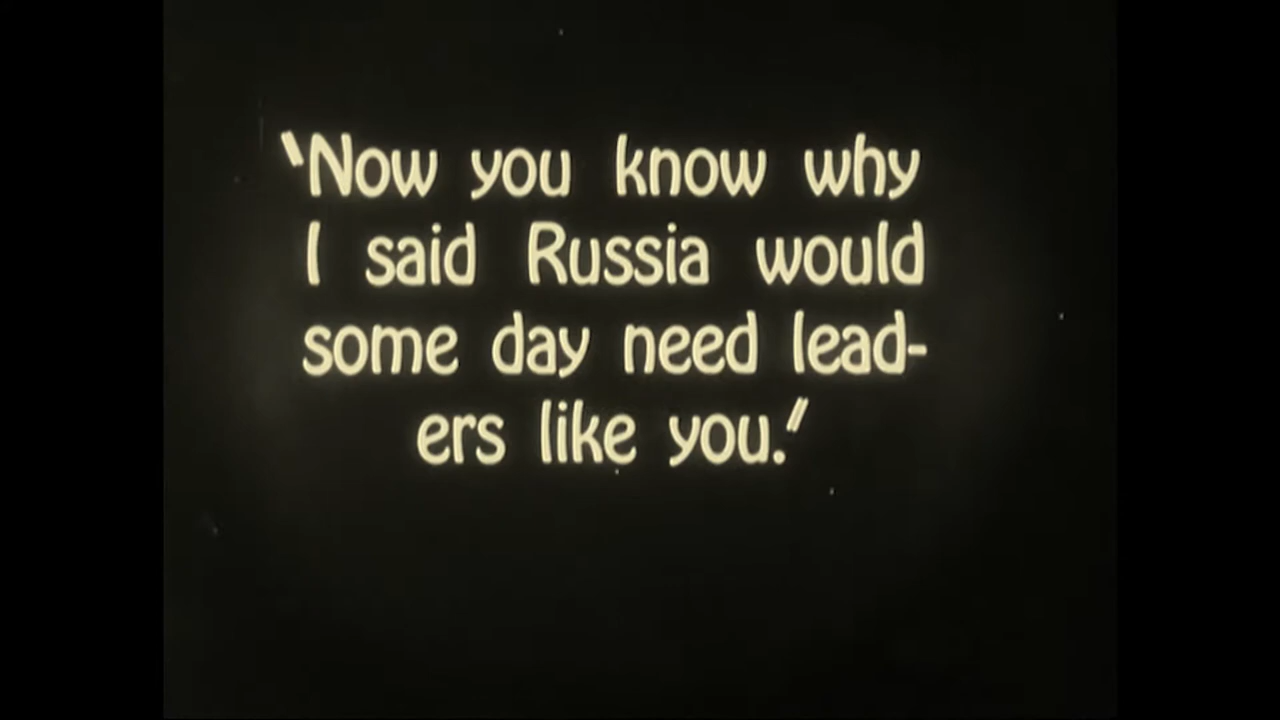 "Now you know why
I said Russia would
some day need lead-
ers like you."